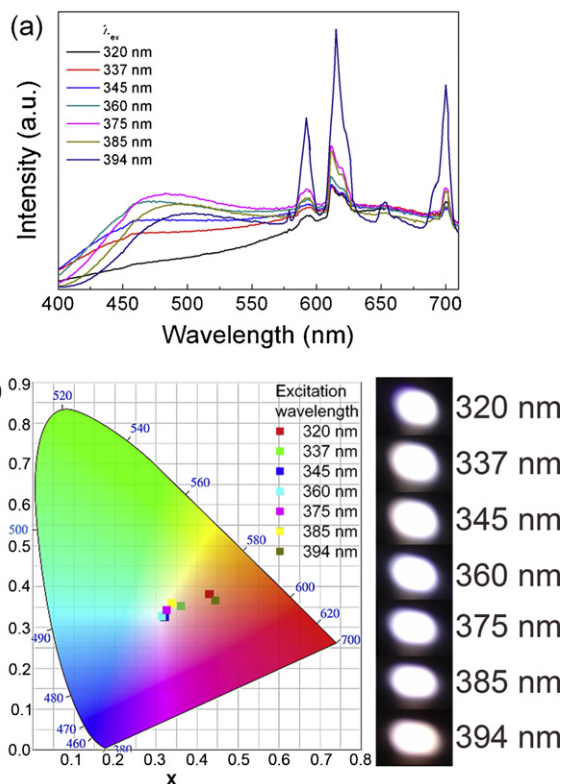 (a)
λex
320 nm
337 nm
345 nm
360 nm
375 nm
385 nm
394 nm
Intensity (a.u.)
400 450 500 550 600 650 700
Wavelength (nm)
)
0.9
0.8
0.7
0.6
0.5
0.4
0.3
0.2
0.1
0.0
0.0 0.1 0.2 0.3 0.4 0.5 0.6 0.7 0.8
x
520
540
560
580
600
620
700
500
490
480
470
460
380
Excitation
wavelength
320 nm
337 nm
345 nm
360 nm
375 nm
385 nm
394 nm
320 nm
337 nm
345 nm
360 nm
375 nm
385 nm
394 nm